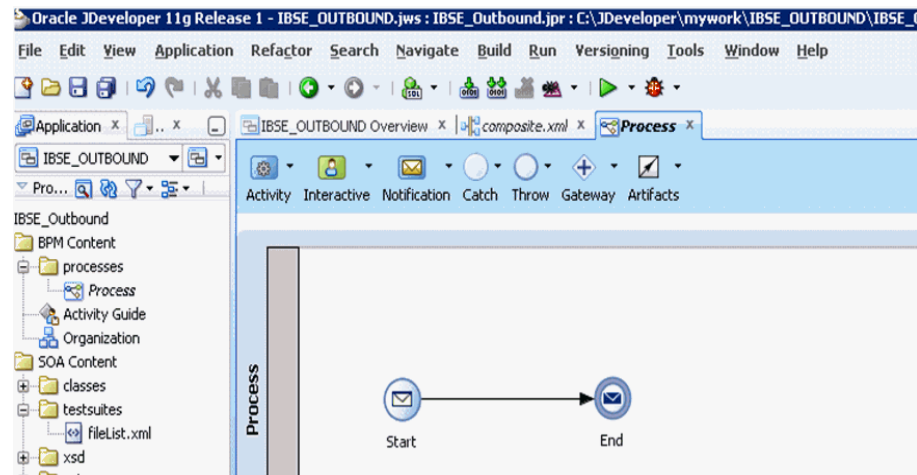 Oracle JDeveloper 11g Release 1 - IBSE_OUTBOUND.jws : IBSE_Outbound.jpr : C:\JDeveloper\mywork\IBSE_OUTBOUND\IBSE_
File Edit View Application Refactor Search Navigate Build Run Versioning Tools Window Help
Application x .. x
IBSE_OUTBOUND Overview x composite.xml x Process x
IBSE_OUTBOUND
Pro...
Activity Interactive Notification Catch Throw Gateway Artifacts
IBSE_Outbound
BPM Content
processes
Process
Activity Guide
Organization
SOA Content
classes
testsuites
fileList.xml
xsd
Process
Start
End